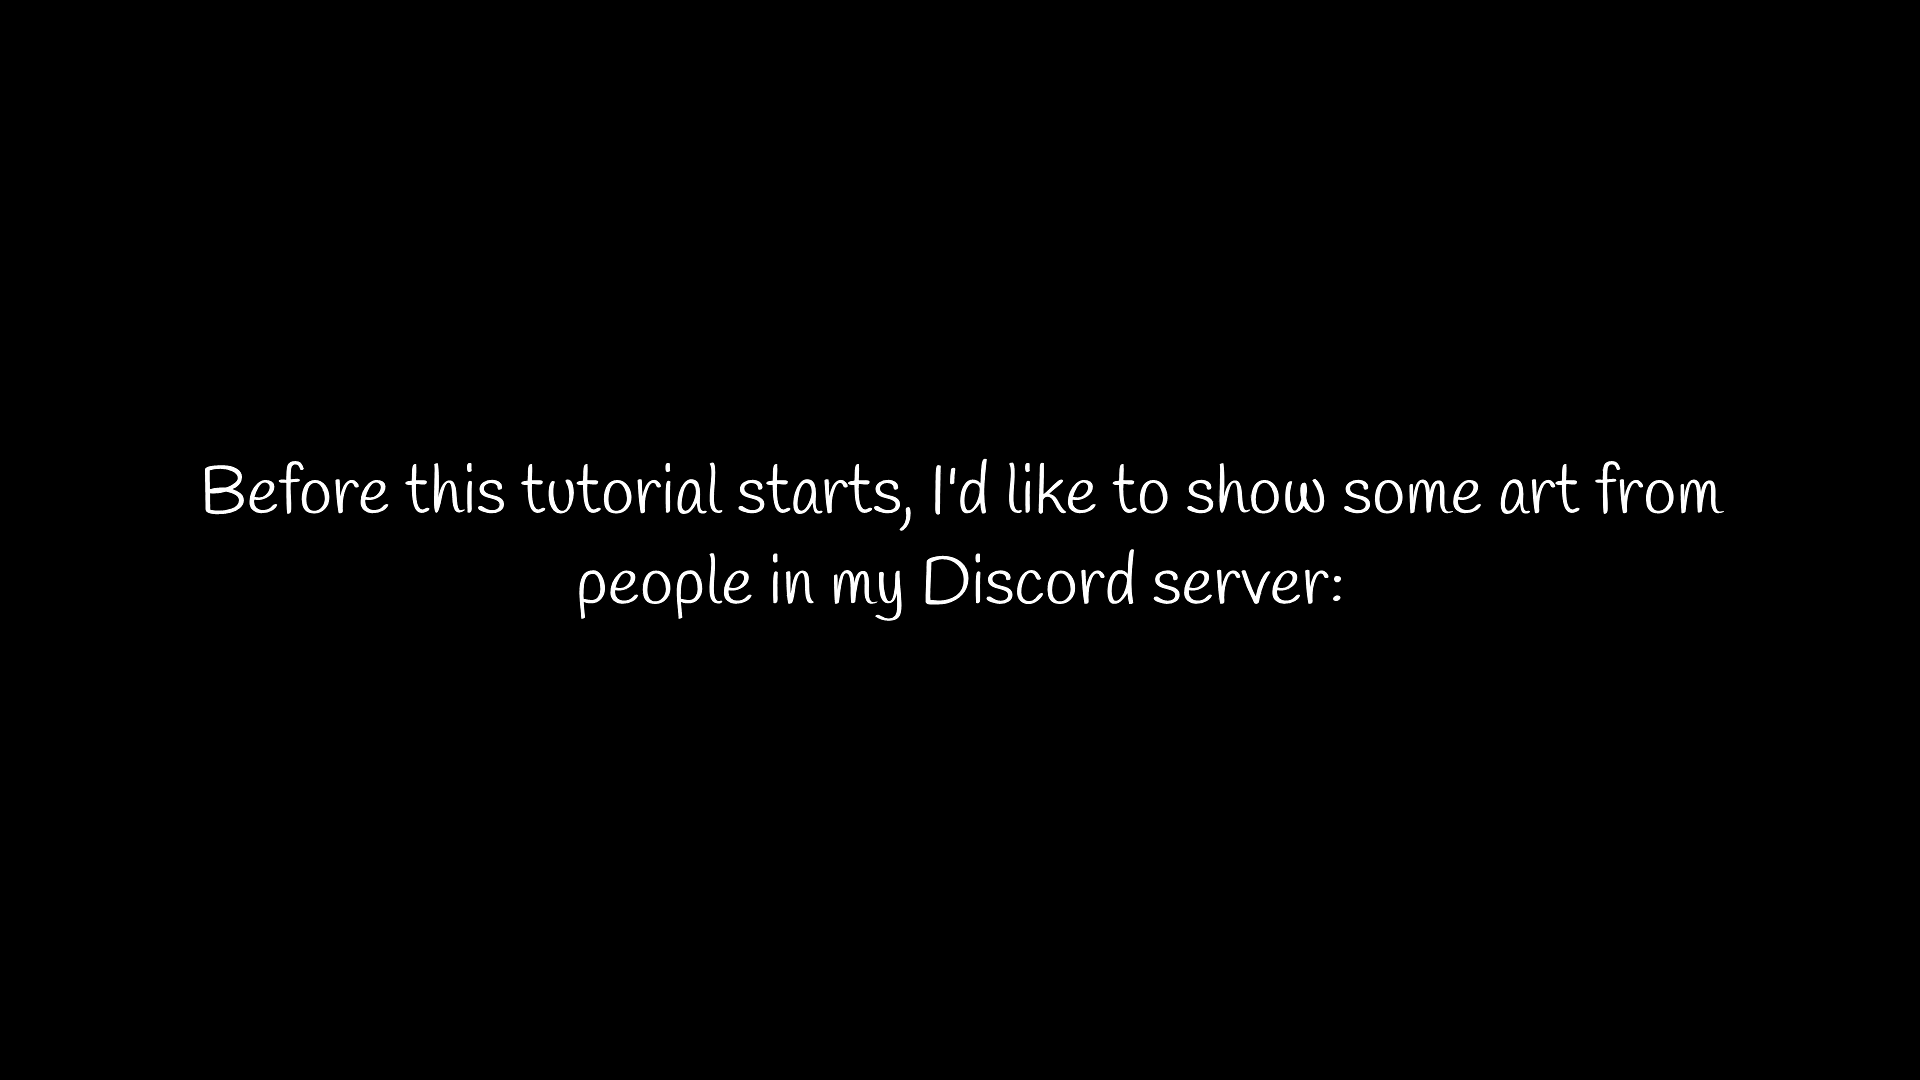 Before this tutorial starts, I'd like to show some art from
people in my Discord server: